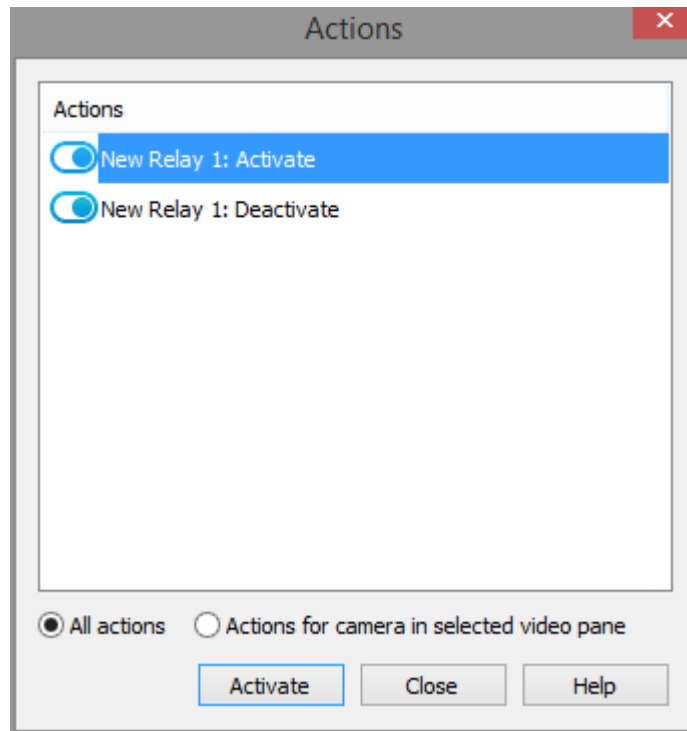 Actions
Actions
New Relay 1: Activate
New Relay 1: Deactivate
All actions Actions for camera in selected video pane
Activate Close Help